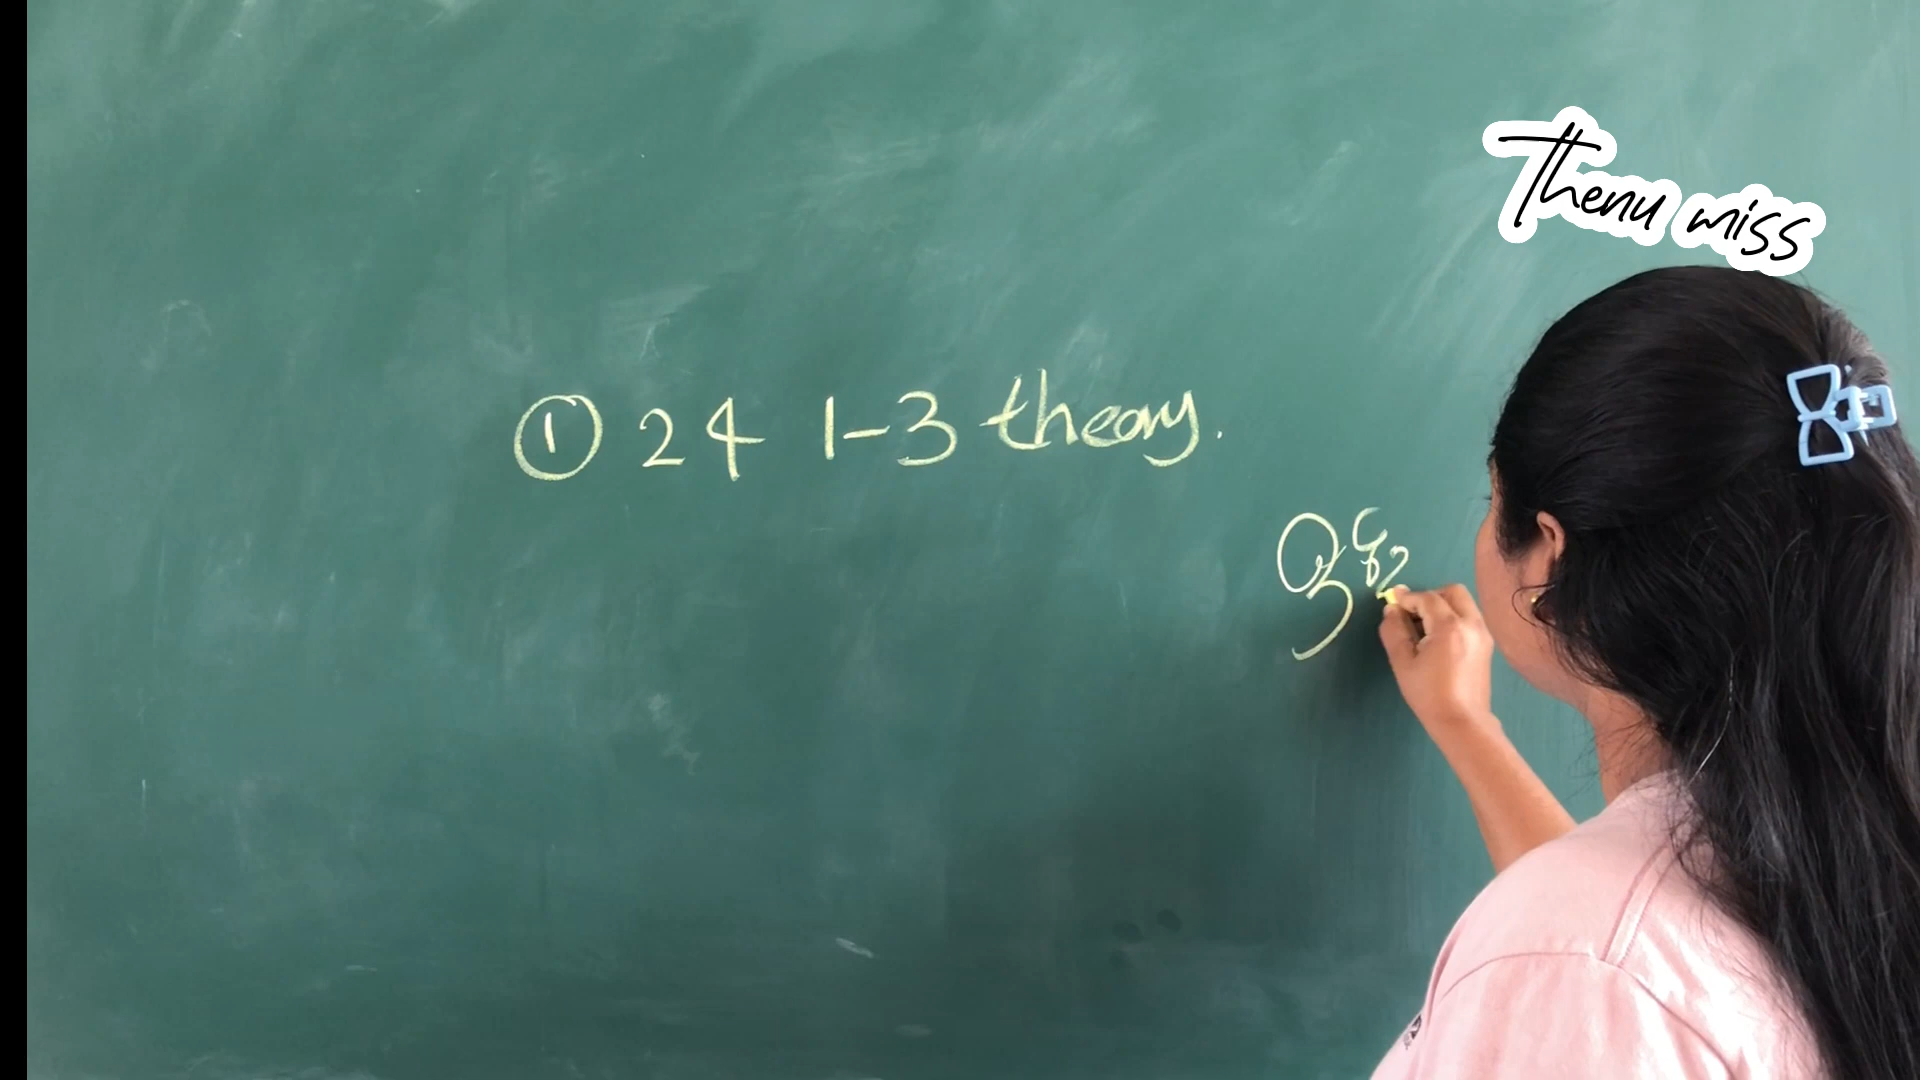 Thenu miss
① 24 1-3 theory.